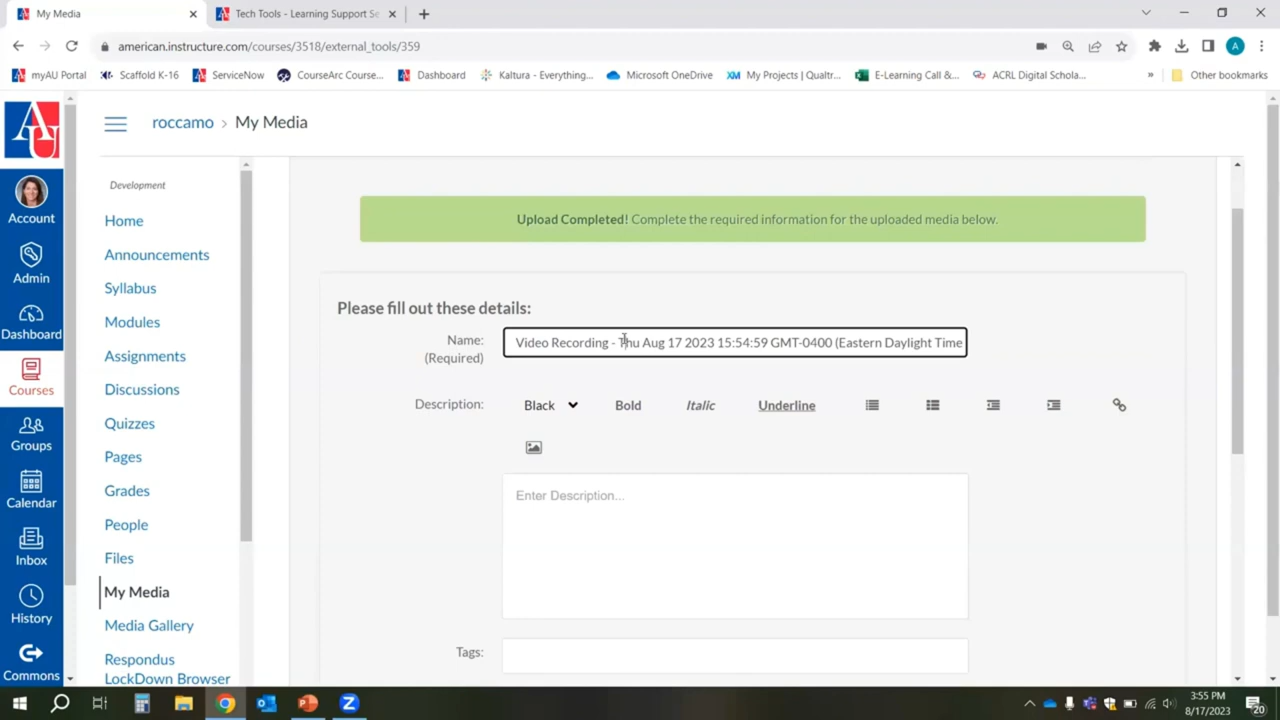 My Media
Tech Tools - Learning Support Se
american.instructure.com/courses/3518/external_tools/359
A
myAU Portal
Scaffold K-16
ServiceNow
CourseArc Course...
Dashboard
Kaltura - Everything...
Microsoft OneDrive
XM My Projects | Qualtr...
E-Learning Call &...
ACRL Digital Schola...
»
Other bookmarks
AU
roccamo > My Media
Account
Admin
Dashboard
Courses
Groups
Calendar
Inbox
History
Commons
Development
Home
Announcements
Syllabus
Modules
Assignments
Discussions
Quizzes
Pages
Grades
People
Files
My Media
Media Gallery
Respondus
LockDown Browser
Upload Completed! Complete the required information for the uploaded media below.
Please fill out these details:
Name:
(Required)
Video Recording - Thu Aug 17 2023 15:54:59 GMT-0400 (Eastern Daylight Time
Description:
Black
Bold
Italic
Underline
Enter Description...
Tags:
3:55 PM
8/17/2023
20